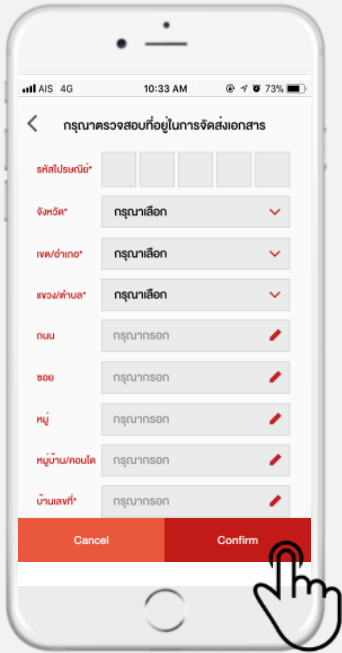 AIS 4G 10:33 AM 73%
กรุณาตรวจสอบที่อยู่ในการจัดส่งเอกสาร
รหัสไปรษณีย์*
จังหวัด* กรุณาเลือก
เขต/อำเภอ* กรุณาเลือก
แขวง/ตำบล* กรุณาเลือก
ถนน กรุณากรอก
ซอย กรุณากรอก
หมู่ กรุณากรอก
หมู่บ้าน/คอนโด กรุณากรอก
บ้านเลขที่* กรุณากรอก
Cancel Confirm